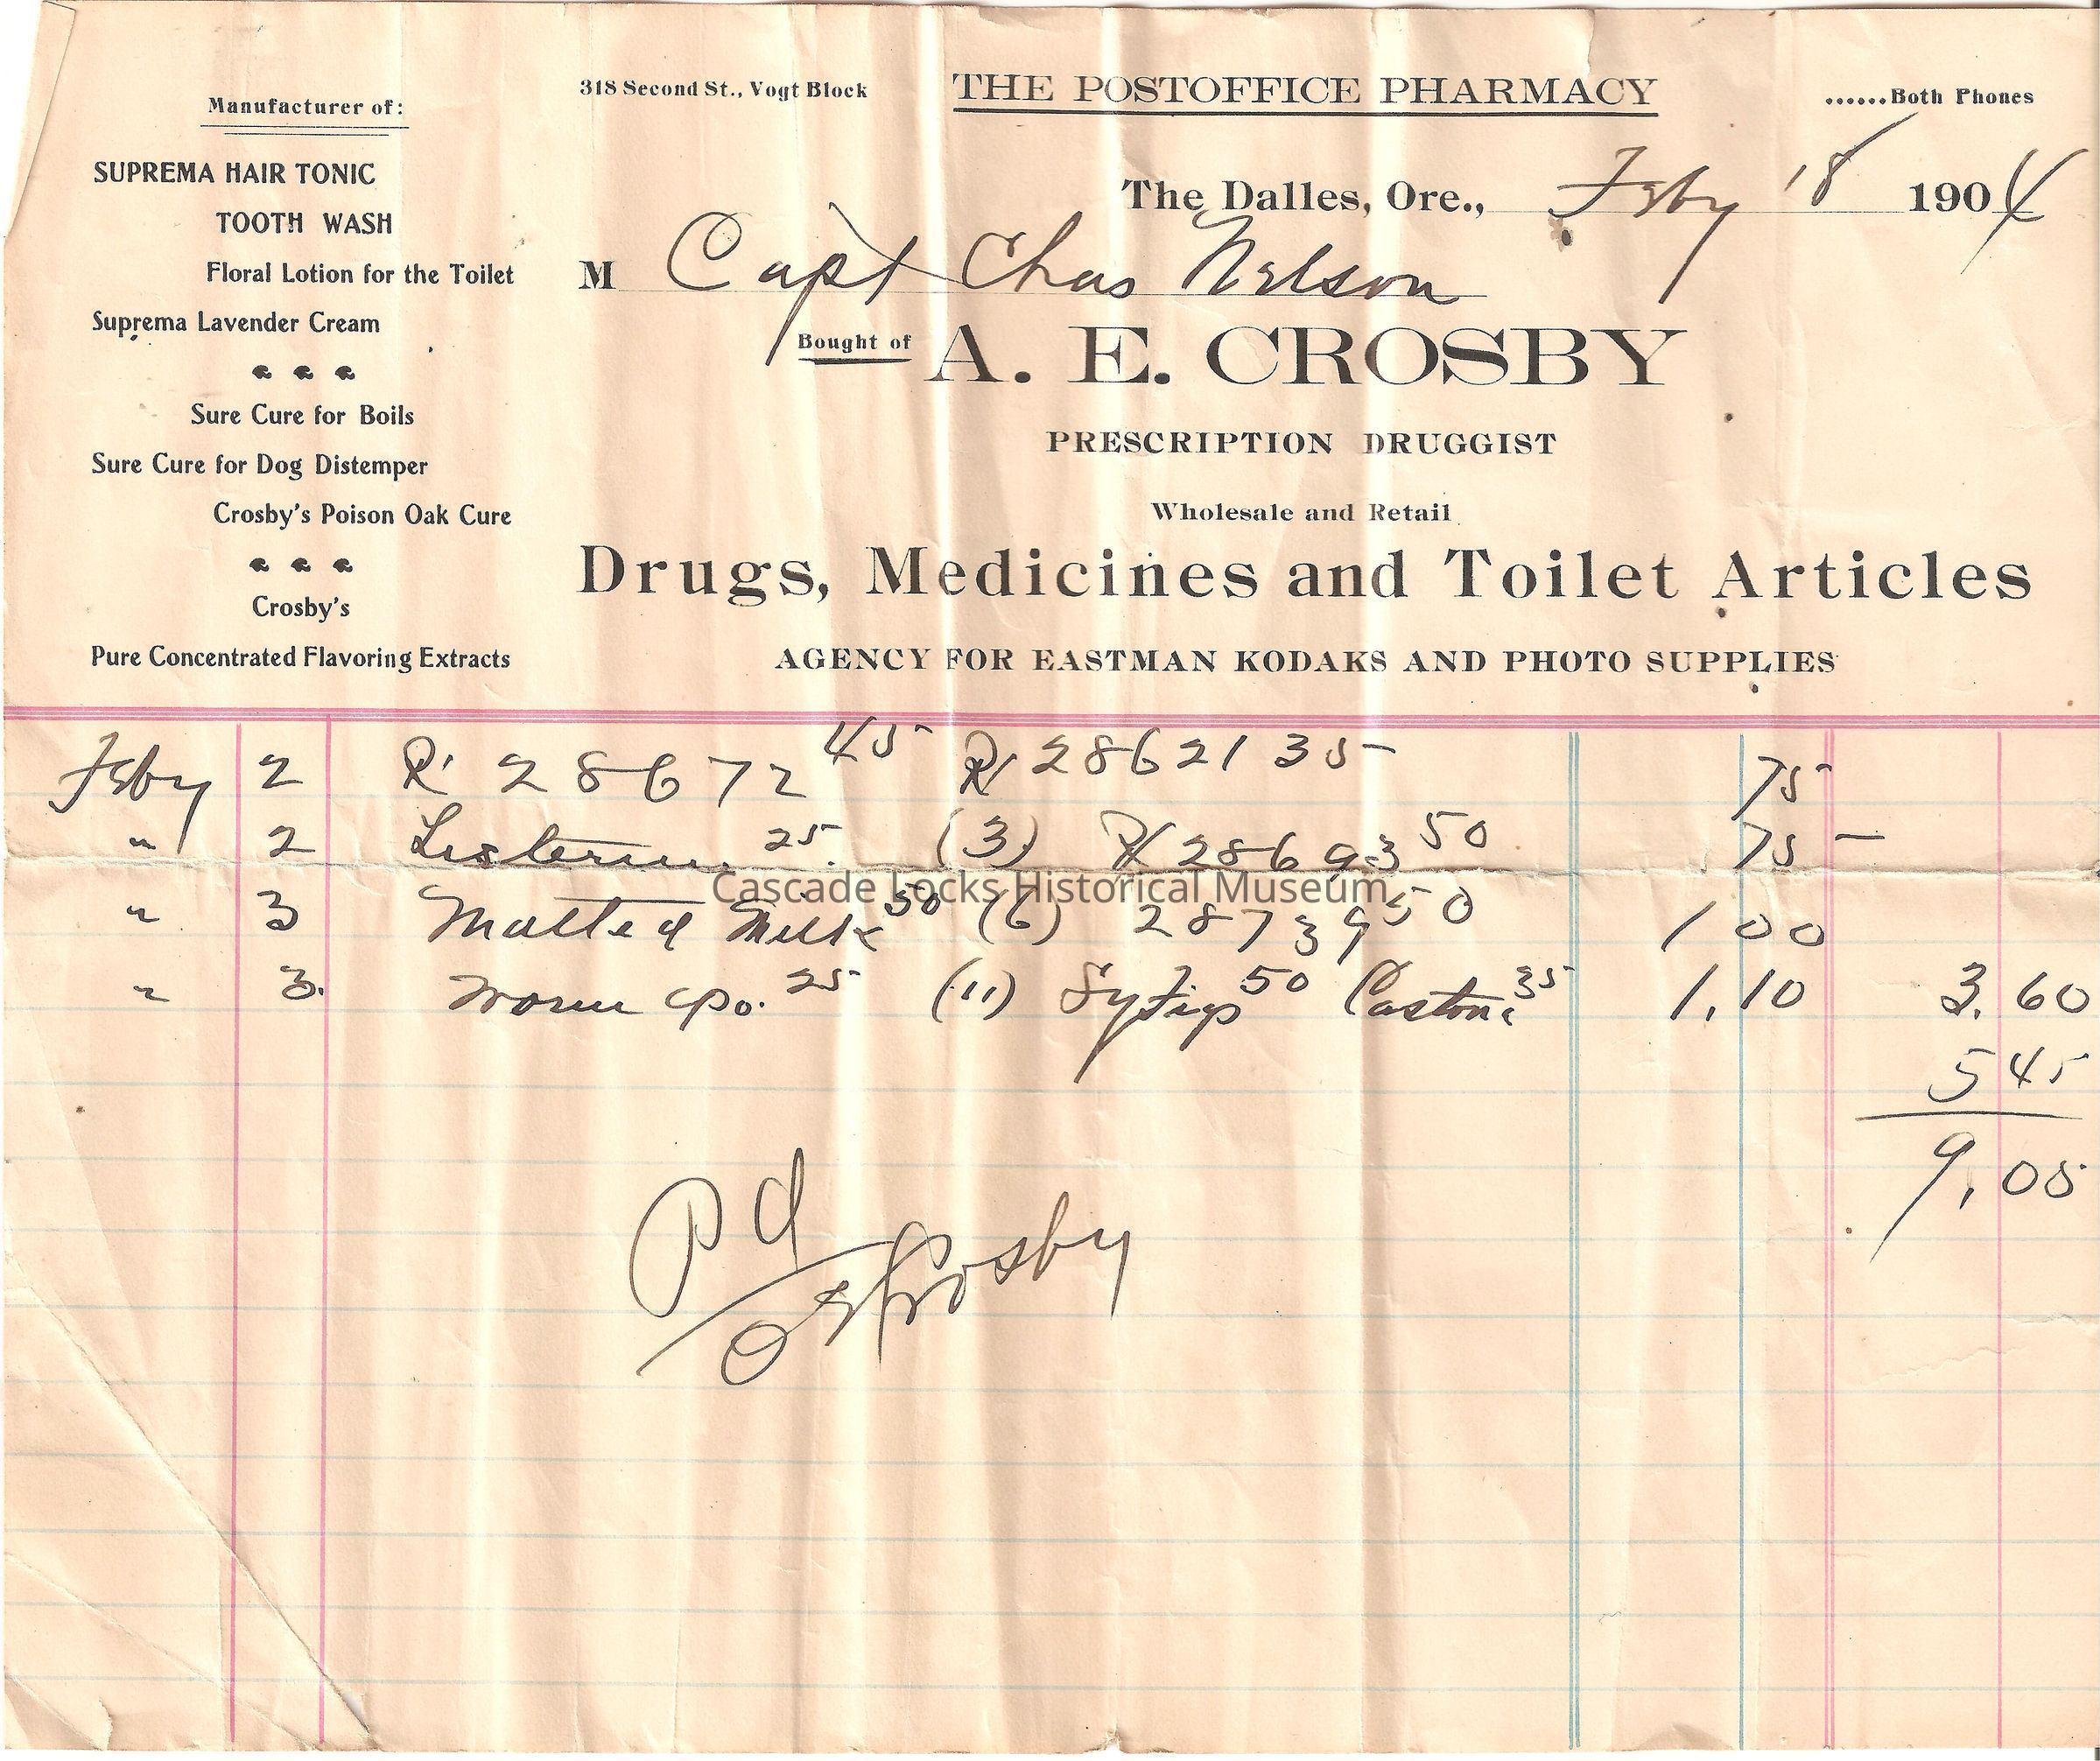 Manufacturer of:
SUPREMA HAIR TONIC
TOOTH WASH
Floral Lotion for the Toilet
Suprema Lavender Cream
Sure Cure for Boils
Sure Cure for Dog Distemper
Crosby's Poison Oak Cure
Crosby's
Pure Concentrated Flavoring Extracts
318 Second St., Vogt Block THE POSTOFFICE PHARMACY ......Both Phones
The Dalles, Ore., Feby 18 1904
M Capt Chas Nelson
Bought of A. E. CROSBY
PRESCRIPTION DRUGGIST
Wholesale and Retail
Drugs, Medicines and Toilet Articles
AGENCY FOR EASTMAN KODAKS AND PHOTO SUPPLIES
Feby 2 R 28672 45 R 28621 35 75
" 2 Listerine 25. (3) R 28693 50 75
" 3 Malted Milk 50 (6) 28739 50 1 00
" 3. Worm 25 (11) Sy Figs 50 35 1.10 3.60
5 45
9.05
Pd
Crosby
Cascade Locks Historical Museum